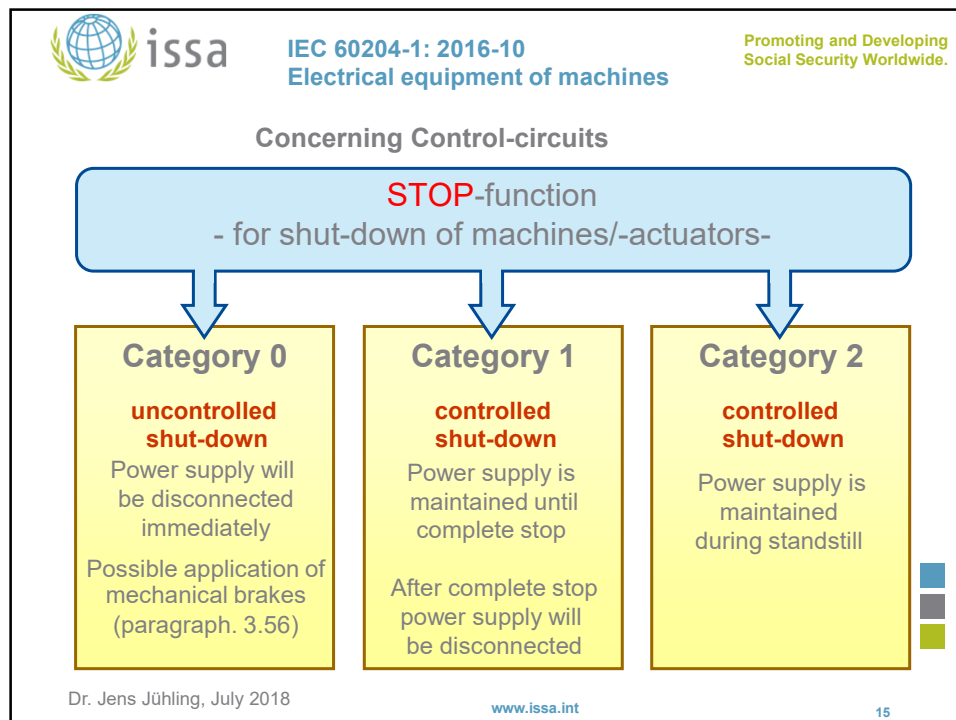 issa
IEC 60204-1: 2016-10
Electrical equipment of machines
Promoting and Developing
Social Security Worldwide.
Concerning Control-circuits
STOP-function
- for shut-down of machines/-actuators-
Category 0
uncontrolled
shut-down
Power supply will
be disconnected
immediately
Possible application of
mechanical brakes
(paragraph. 3.56)
Category 1
controlled
shut-down
Power supply is
maintained until
complete stop
After complete stop
power supply will
be disconnected
Category 2
controlled
shut-down
Power supply is
maintained
during standstill
Dr. Jens Jühling, July 2018
www.issa.int
15